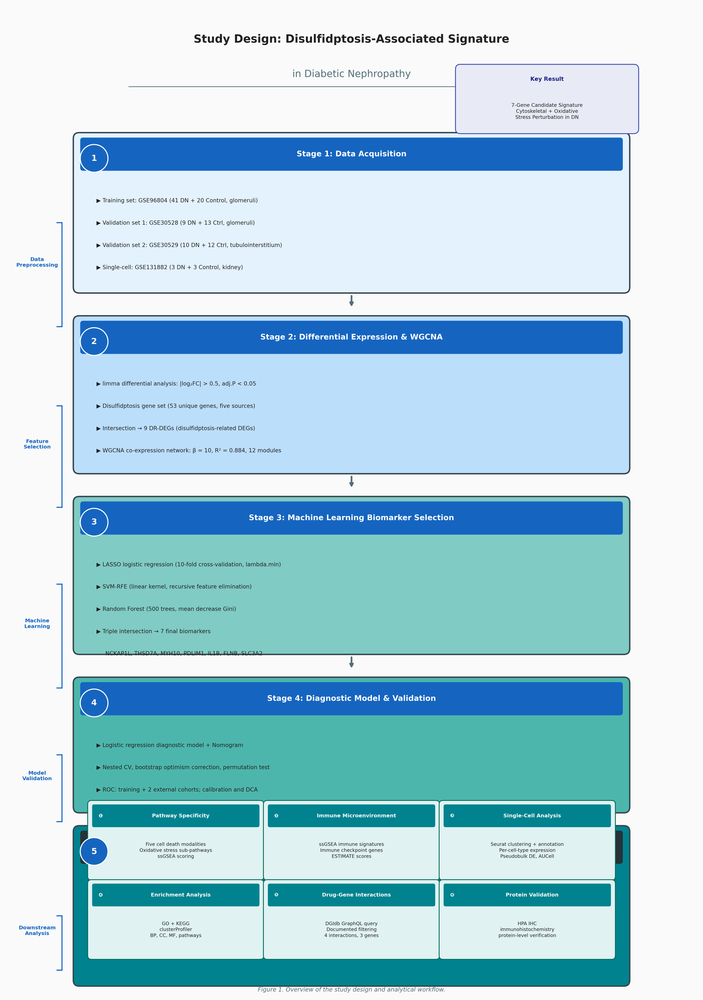 Study Design: Disulfidptosis-Associated Signature
in Diabetic Nephropathy
Key Result
7-Gene Candidate Signature
Cytoskeletal + Oxidative
Stress Perturbation in DN
1
Stage 1: Data Acquisition
▶ Training set: GSE96804 (41 DN + 20 Control, glomeruli)
▶ Validation set 1: GSE30528 (9 DN + 13 Ctrl, glomeruli)
▶ Validation set 2: GSE30529 (10 DN + 12 Ctrl, tubulointerstitium)
▶ Single-cell: GSE131882 (3 DN + 3 Control, kidney)
Data
Preprocessing
2
Stage 2: Differential Expression & WGCNA
▶ limma differential analysis: |log₂FC| > 0.5, adj.P < 0.05
▶ Disulfidptosis gene set (53 unique genes, five sources)
▶ Intersection → 9 DR-DEGs (disulfidptosis-related DEGs)
▶ WGCNA co-expression network: β = 10, R² = 0.884, 12 modules
Feature
Selection
3
Stage 3: Machine Learning Biomarker Selection
▶ LASSO logistic regression (10-fold cross-validation, lambda.min)
▶ SVM-RFE (linear kernel, recursive feature elimination)
▶ Random Forest (500 trees, mean decrease Gini)
▶ Triple intersection → 7 final biomarkers
NCKAP1L, THSD7A, MYH10, PDLIM1, IL1B, FLNB, SLC3A2
Machine
Learning
4
Stage 4: Diagnostic Model & Validation
▶ Logistic regression diagnostic model + Nomogram
▶ Nested CV, bootstrap optimism correction, permutation test
▶ ROC: training + 2 external cohorts; calibration and DCA
Model
Validation
5
❶ Pathway Specificity
Five cell death modalities
Oxidative stress sub-pathways
ssGSEA scoring
❷ Immune Microenvironment
ssGSEA immune signatures
Immune checkpoint genes
ESTIMATE scores
❸ Single-Cell Analysis
Seurat clustering + annotation
Per-cell-type expression
Pseudobulk DE, AUCell
❹ Enrichment Analysis
GO + KEGG
clusterProfiler
BP, CC, MF, pathways
❺ Drug-Gene Interactions
DGIdb GraphQL query
Documented filtering
4 interactions, 3 genes
❻ Protein Validation
HPA IHC
immunohistochemistry
protein-level verification
Downstream
Analysis
Figure 1. Overview of the study design and analytical workflow.